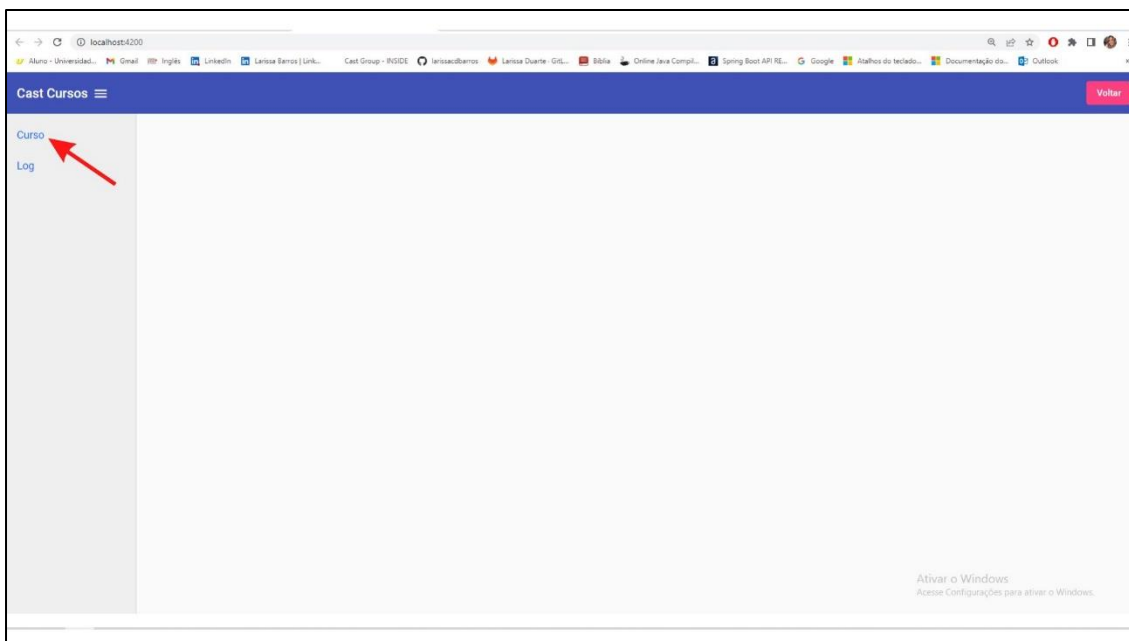 localhost:4200
Aluno - Universidad... Gmail Inglês LinkedIn Larissa Barros | Link... Cast Group - INSIDE larissacdbarros Larissa Duarte · GitL... Bíblia Online Java Compil... Spring Boot API RE... Google Atalhos do teclado... Documentação do... Outlook
Cast Cursos Voltar
Curso
Log
Ativar o Windows
Acesse Configurações para ativar o Windows.